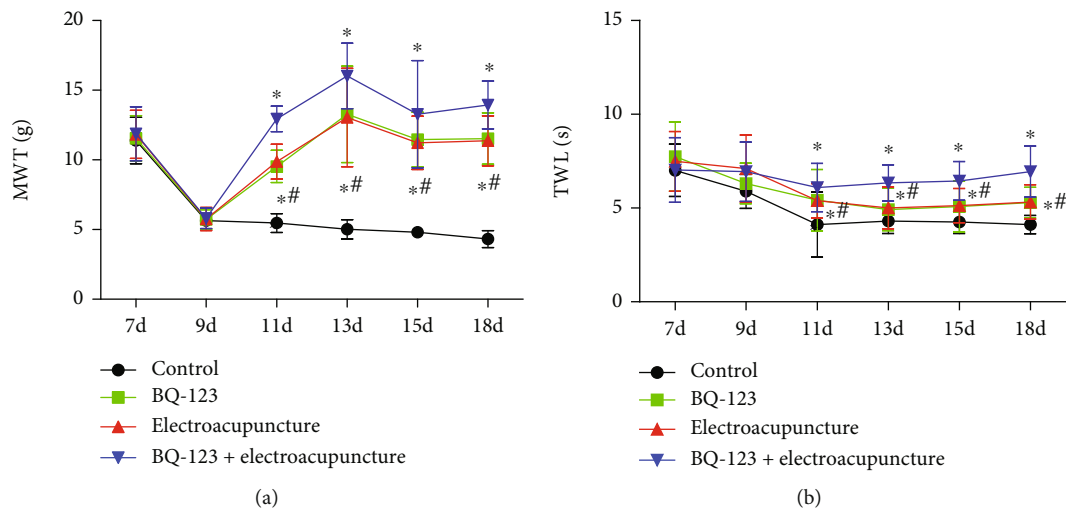 MWT (g)
20
15
10
5
0
* * * *
*# *# *# *#
7d 9d 11d 13d 15d 18d
Control
BQ-123
Electroacupuncture
BQ-123 + electroacupuncture
(a)
TWL (s)
15
10
5
0
* * * *
*# *# *# *#
7d 9d 11d 13d 15d 18d
Control
BQ-123
Electroacupuncture
BQ-123 + electroacupuncture
(b)